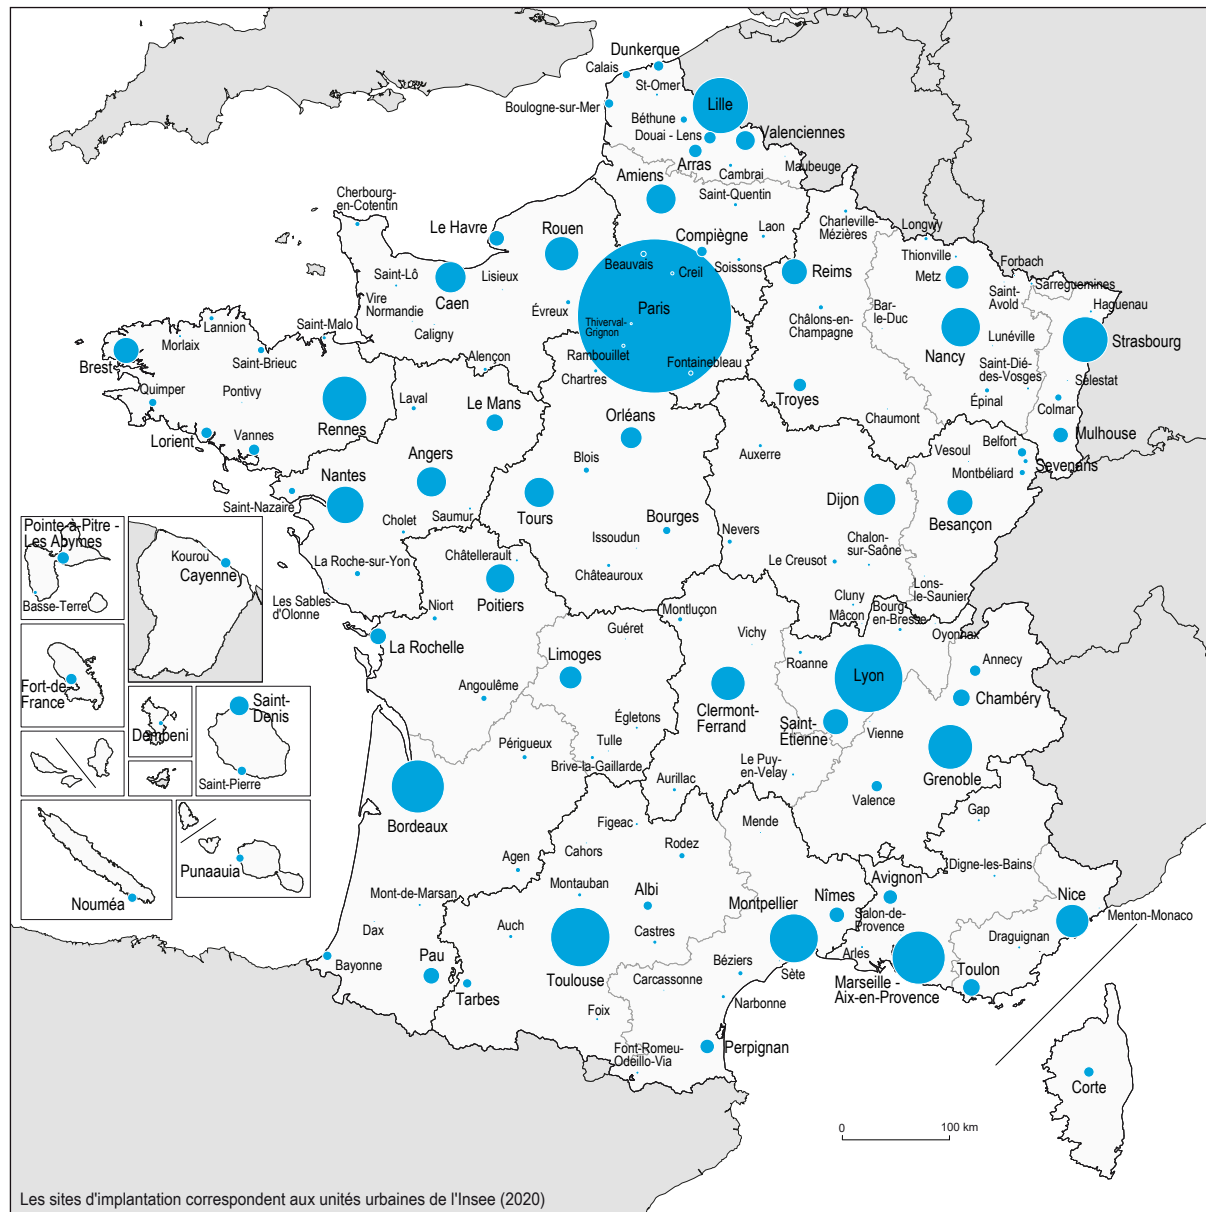 Dunkerque
Calais
St-Omer
Boulogne-sur-Mer
Lille
Béthune
Douai - Lens
Valenciennes
Arras
Cambrai
Maubeuge
Amiens
Saint-Quentin
Cherbourg-
en-Cotentin
Le Havre
Rouen
Compiègne
Laon
Charleville-
Mézières
Longwy
Thionville
Forbach
Beauvais
Creil
Soissons
Reims
Metz
Saint-
Avold
Sarreguemines
Haguenau
Saint-Lô
Lisieux
Caen
Vire
Normandie
Évreux
Paris
Châlons-en-
Champagne
Bar-
le-Duc
Nancy
Lunéville
Strasbourg
Caligny
Thiverval-
Grignon
Rambouillet
Fontainebleau
Lannion
Saint-Malo
Morlaix
Saint-Brieuc
Brest
Alençon
Chartres
Troyes
Saint-Dié-
des-Vosges
Sélestat
Épinal
Colmar
Quimper
Pontivy
Rennes
Laval
Le Mans
Orléans
Chaumont
Mulhouse
Lorient
Vannes
Angers
Blois
Auxerre
Belfort
Vesoul
Sevenans
Montbéliard
Nantes
Saint-Nazaire
Tours
Dijon
Besançon
Cholet
Saumur
Bourges
Issoudun
Nevers
Chalon-
sur-Saône
Le Creusot
Pointe-à-Pitre -
Les Abymes
Kourou
Cayenne
Basse-Terre
La Roche-sur-Yon
Châtellerault
Châteauroux
Poitiers
Les Sables-
d'Olonne
Niort
Cluny
Mâcon
Bourg-
en-Bresse
Lons-
le-Saunier
Oyonnax
Montluçon
Vichy
Guéret
La Rochelle
Limoges
Roanne
Lyon
Annecy
Chambéry
Fort-de-
France
Saint-
Denis
Dembeni
Saint-Pierre
Angoulême
Clermont-
Ferrand
Saint-
Étienne
Vienne
Grenoble
Égletons
Tulle
Périgueux
Brive-la-Gaillarde
Le Puy-
en-Velay
Aurillac
Valence
Bordeaux
Gap
Figeac
Mende
Punaauia
Nouméa
Agen
Cahors
Rodez
Digne-les-Bains
Avignon
Mont-de-Marsan
Montauban
Albi
Montpellier
Nîmes
Salon-de-
Provence
Nice
Menton-Monaco
Dax
Auch
Castres
Arles
Draguignan
Bayonne
Pau
Tarbes
Toulouse
Béziers
Sète
Carcassonne
Marseille -
Aix-en-Provence
Toulon
Narbonne
Foix
Font-Romeu-
Odeillo-Via
Perpignan
Corte
0
100 km
Les sites d'implantation correspondent aux unités urbaines de l'Insee (2020)